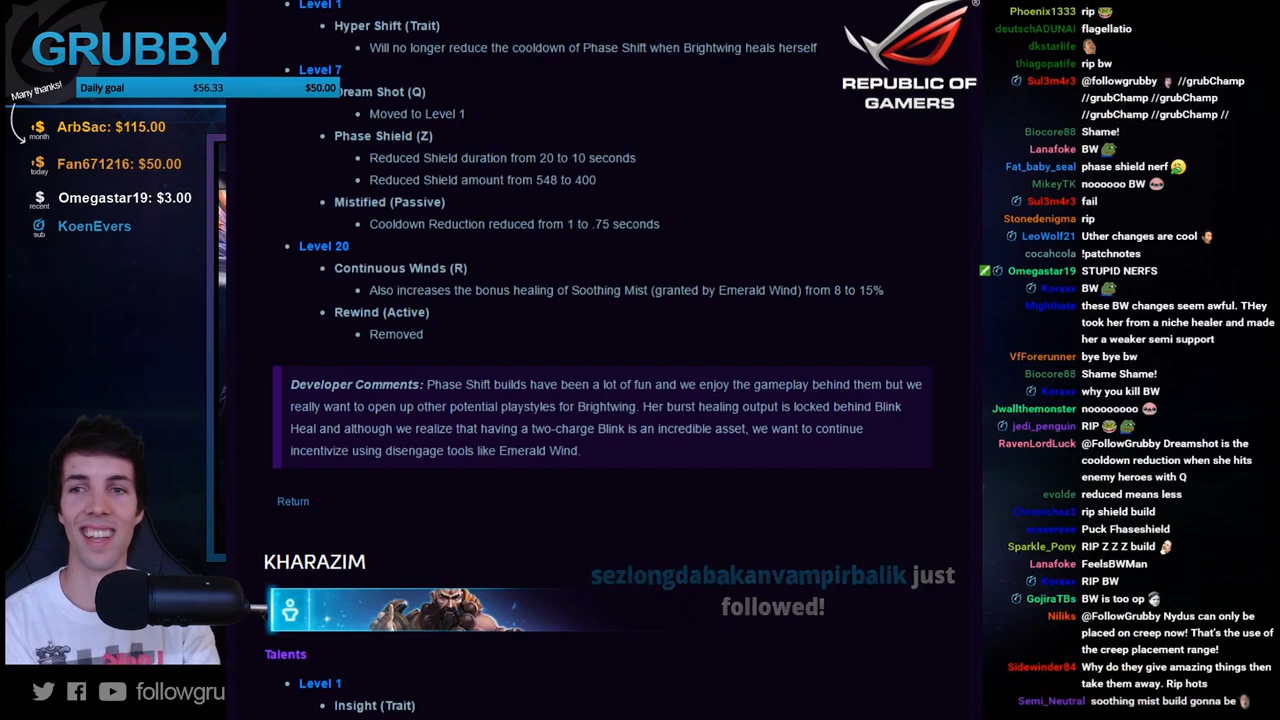 GRUBBY
Many thanks!
Daily goal $56.33 $50.00
month ArbSac: $115.00
today Fan671216: $50.00
recent Omegastar19: $3.00
sub KoenEvers
followgru
Level 1
Hyper Shift (Trait)
Will no longer reduce the cooldown of Phase Shift when Brightwing heals herself
Level 7
Dream Shot (Q)
Moved to Level 1
Phase Shield (Z)
Reduced Shield duration from 20 to 10 seconds
Reduced Shield amount from 548 to 400
Mistified (Passive)
Cooldown Reduction reduced from 1 to .75 seconds
Level 20
Continuous Winds (R)
Also increases the bonus healing of Soothing Mist (granted by Emerald Wind) from 8 to 15%
Rewind (Active)
Removed
Developer Comments: Phase Shift builds have been a lot of fun and we enjoy the gameplay behind them but we
really want to open up other potential playstyles for Brightwing. Her burst healing output is locked behind Blink
Heal and although we realize that having a two-charge Blink is an incredible asset, we want to continue
incentivize using disengage tools like Emerald Wind.
Return
KHARAZIM
sezlongdabakanvampirbalik just
followed!
Talents
Level 1
Insight (Trait)
REPUBLIC OF
GAMERS
Phoenix1333 rip
deutschADUNAI flagellatio
dkstarlife
thiagopatife rip bw
Sul3m4r3 @followgrubby //grubChamp
//grubChamp //grubChamp
//grubChamp //grubChamp //
Biocore88 Shame!
Lanafoke BW
Fat_baby_seal phase shield nerf
MikeyTK nooooo BW
Sul3m4r3 fail
Stonedenigma rip
LeoWolf21 Uther changes are cool
cocahcola !patchnotes
Omegastar19 STUPID NERFS
Koraxx BW
Mighthate these BW changes seem awful. THey
took her from a niche healer and made
her a weaker semi support
VfForerunner bye bye bw
Biocore88 Shame Shame!
Koraxx why you kill BW
Jwallthemonster noooooooo
jedi_penguin RIP
RavenLordLuck @FollowGrubby Dreamshot is the
cooldown reduction when she hits
enemy heroes with Q
evolde reduced means less
Chronichaz3 rip shield build
Puck Fhaseshield
Sparkle_Pony RIP Z Z Z build
Lanafoke FeelsBWMan
Koraxx RIP BW
GojiraTBs BW is too op
Niliks @FollowGrubby Nydus can only be
placed on creep now! That's the use of
the creep placement range!
Sidewinder84 Why do they give amazing things then
take them away. Rip hots
Semi_Neutral soothing mist build gonna be